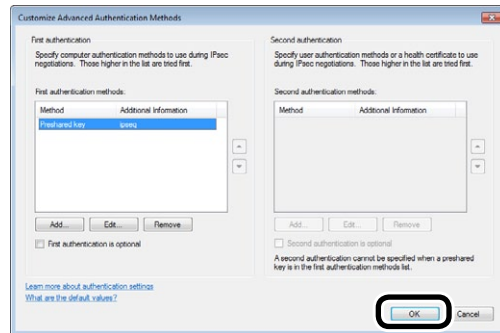 Customize Advanced Authentication Methods
First authentication
Specify computer authentication methods to use during IPsec
negotiations. Those higher in the list are tried first.
First authentication methods:
Method Additional Information
Preshared key ipseq
Add... Edit... Remove
First authentication is optional
Second authentication
Specify user authentication methods or a health certificate to use
during IPsec negotiations. Those higher in the list are tried first.
Second authentication methods:
Method Additional Information
Add... Edit... Remove
Second authentication is optional
A second authentication cannot be specified when a preshared
key is in the first authentication methods list.
Learn more about authentication settings
What are the default values?
OK Cancel